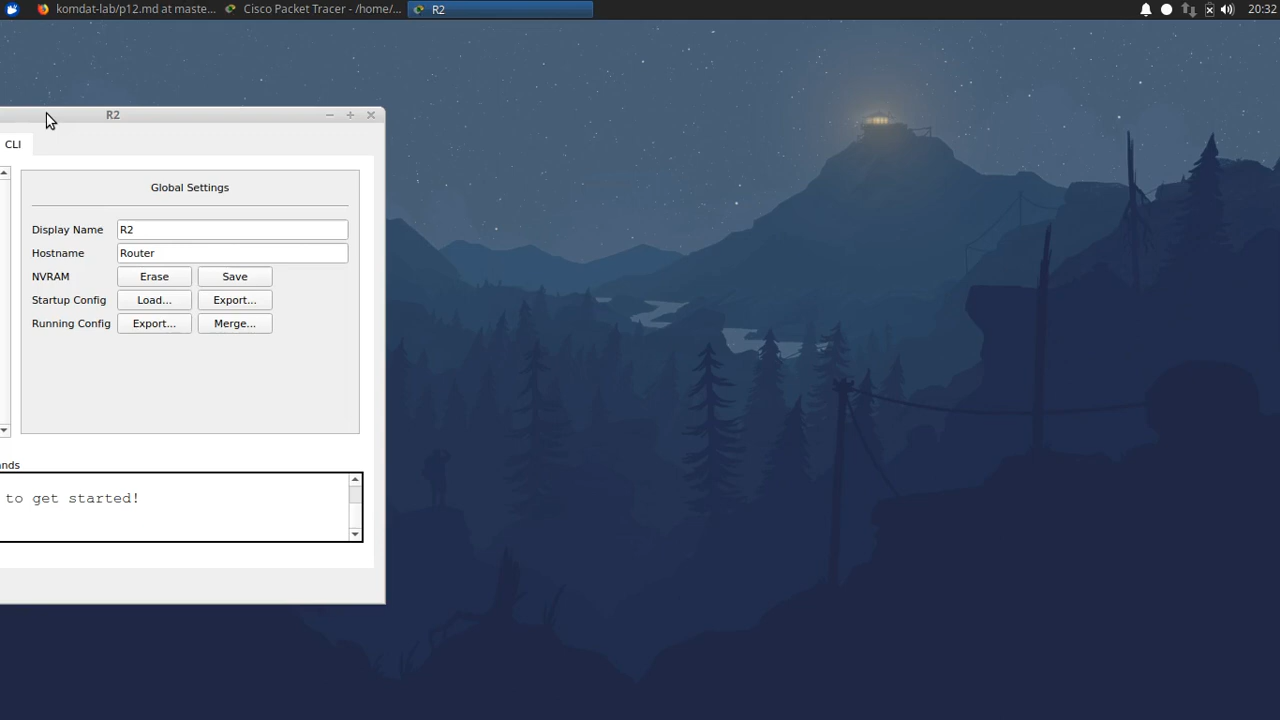 komdat-lab/p12.md at maste...
Cisco Packet Tracer - /home/...
R2
20:32
R2
CLI
Global Settings
Display Name R2
Hostname Router
NVRAM Erase Save
Startup Config Load... Export...
Running Config Export... Merge...
ands
to get started!